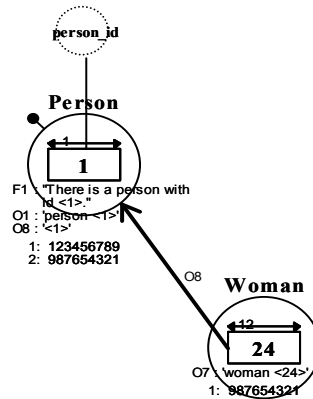 person_id
Person
1
1
F1 : "There is a person with
Id <1>."
O1 : 'person <1>'
O8 : '<1>'
1: 123456789
2: 987654321
O8
Woman
12
24
O7 : 'woman <24>'
1: 987654321